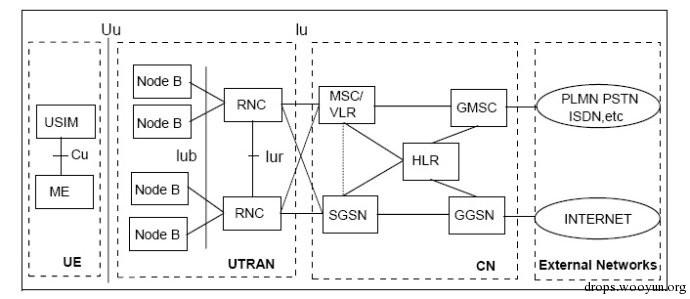 Uu
Iu
Node B
Node B
RNC
MSC/
VLR
GMSC
PLMN PSTN
ISDN,etc
USIM
Cu
ME
Iub
Iur
HLR
Node B
Node B
RNC
SGSN
GGSN
INTERNET
UE
UTRAN
CN
External Networks
drops.wooyun.org